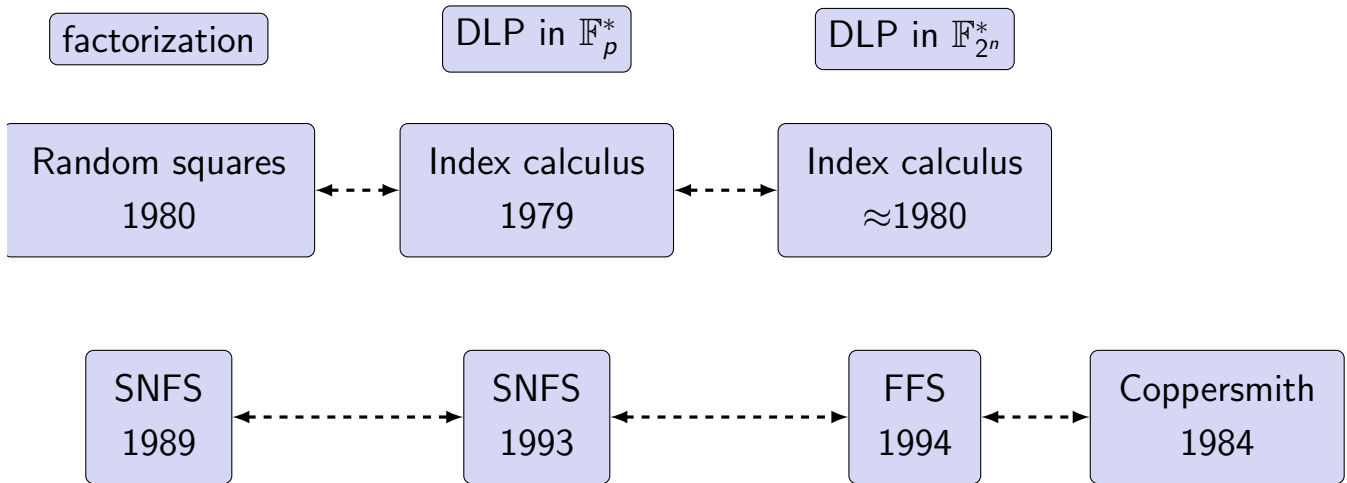 factorization
DLP in 𝔽*ₚ
DLP in 𝔽*₂ⁿ
Random squares
1980
Index calculus
1979
Index calculus
≈1980
SNFS
1989
SNFS
1993
FFS
1994
Coppersmith
1984